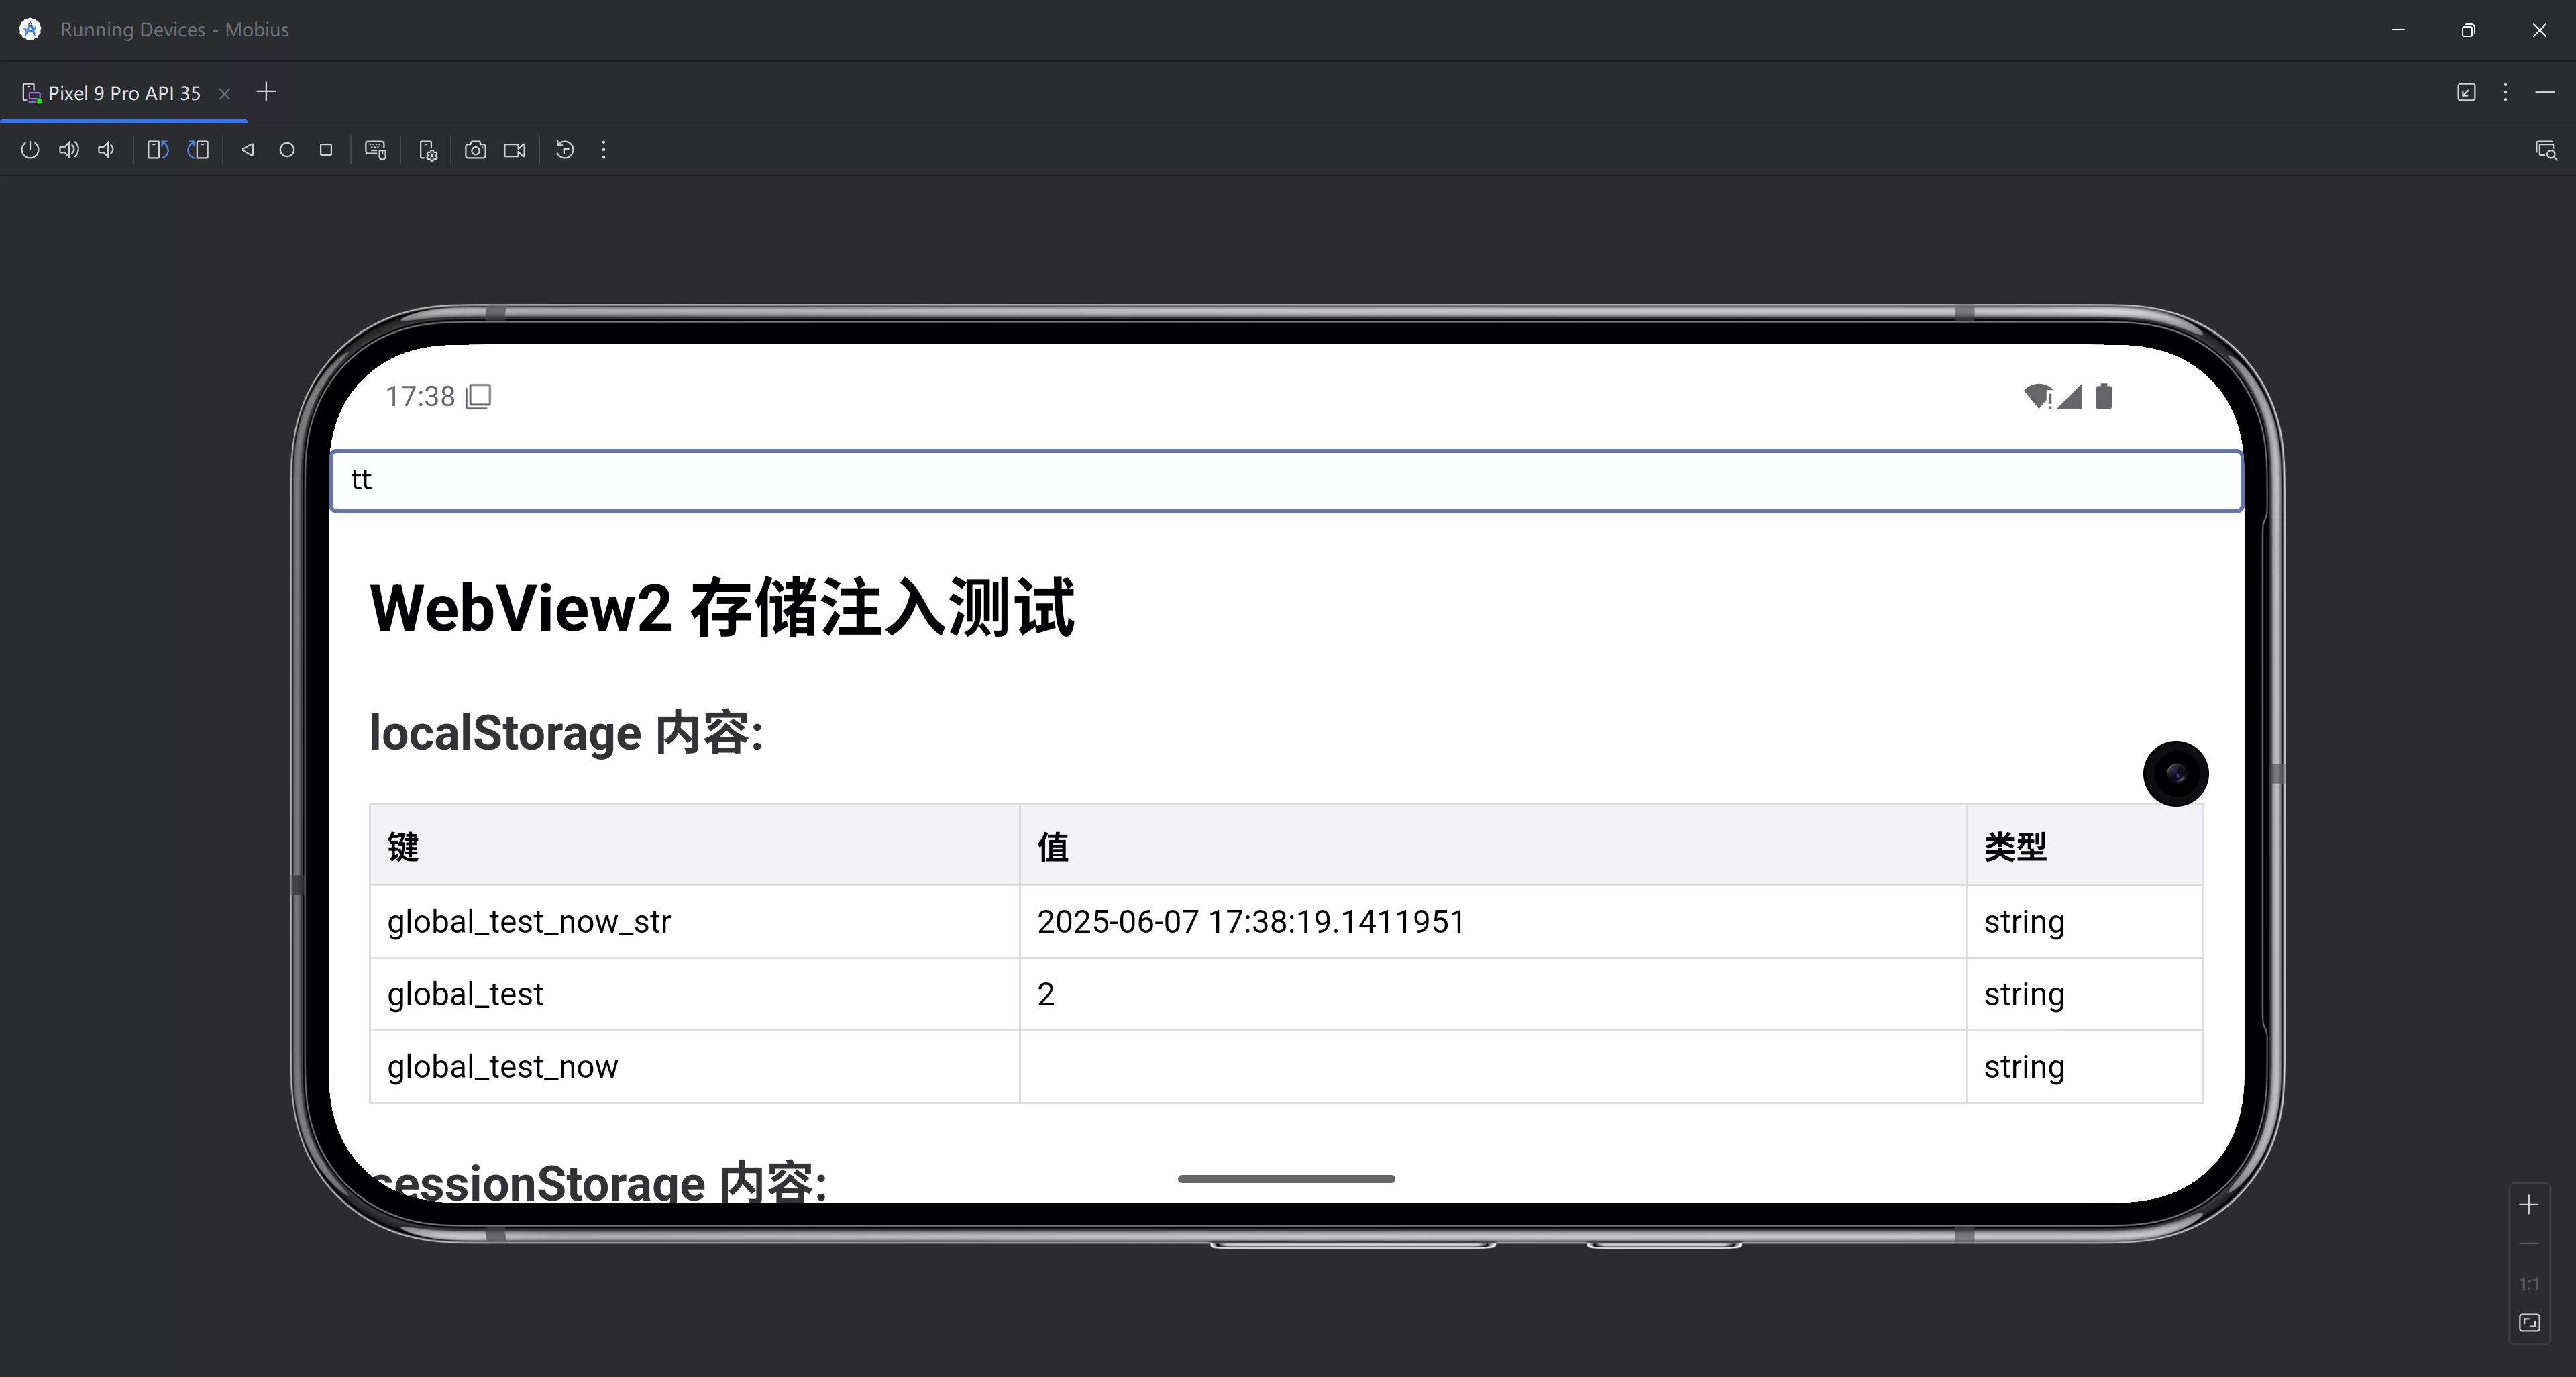 Running Devices - Mobius
Pixel 9 Pro API 35
17:38
tt
WebView2 存储注入测试
localStorage 内容:
键 值 类型
global_test_now_str 2025-06-07 17:38:19.1411951 string
global_test 2 string
global_test_now string
sessionStorage 内容:
1:1